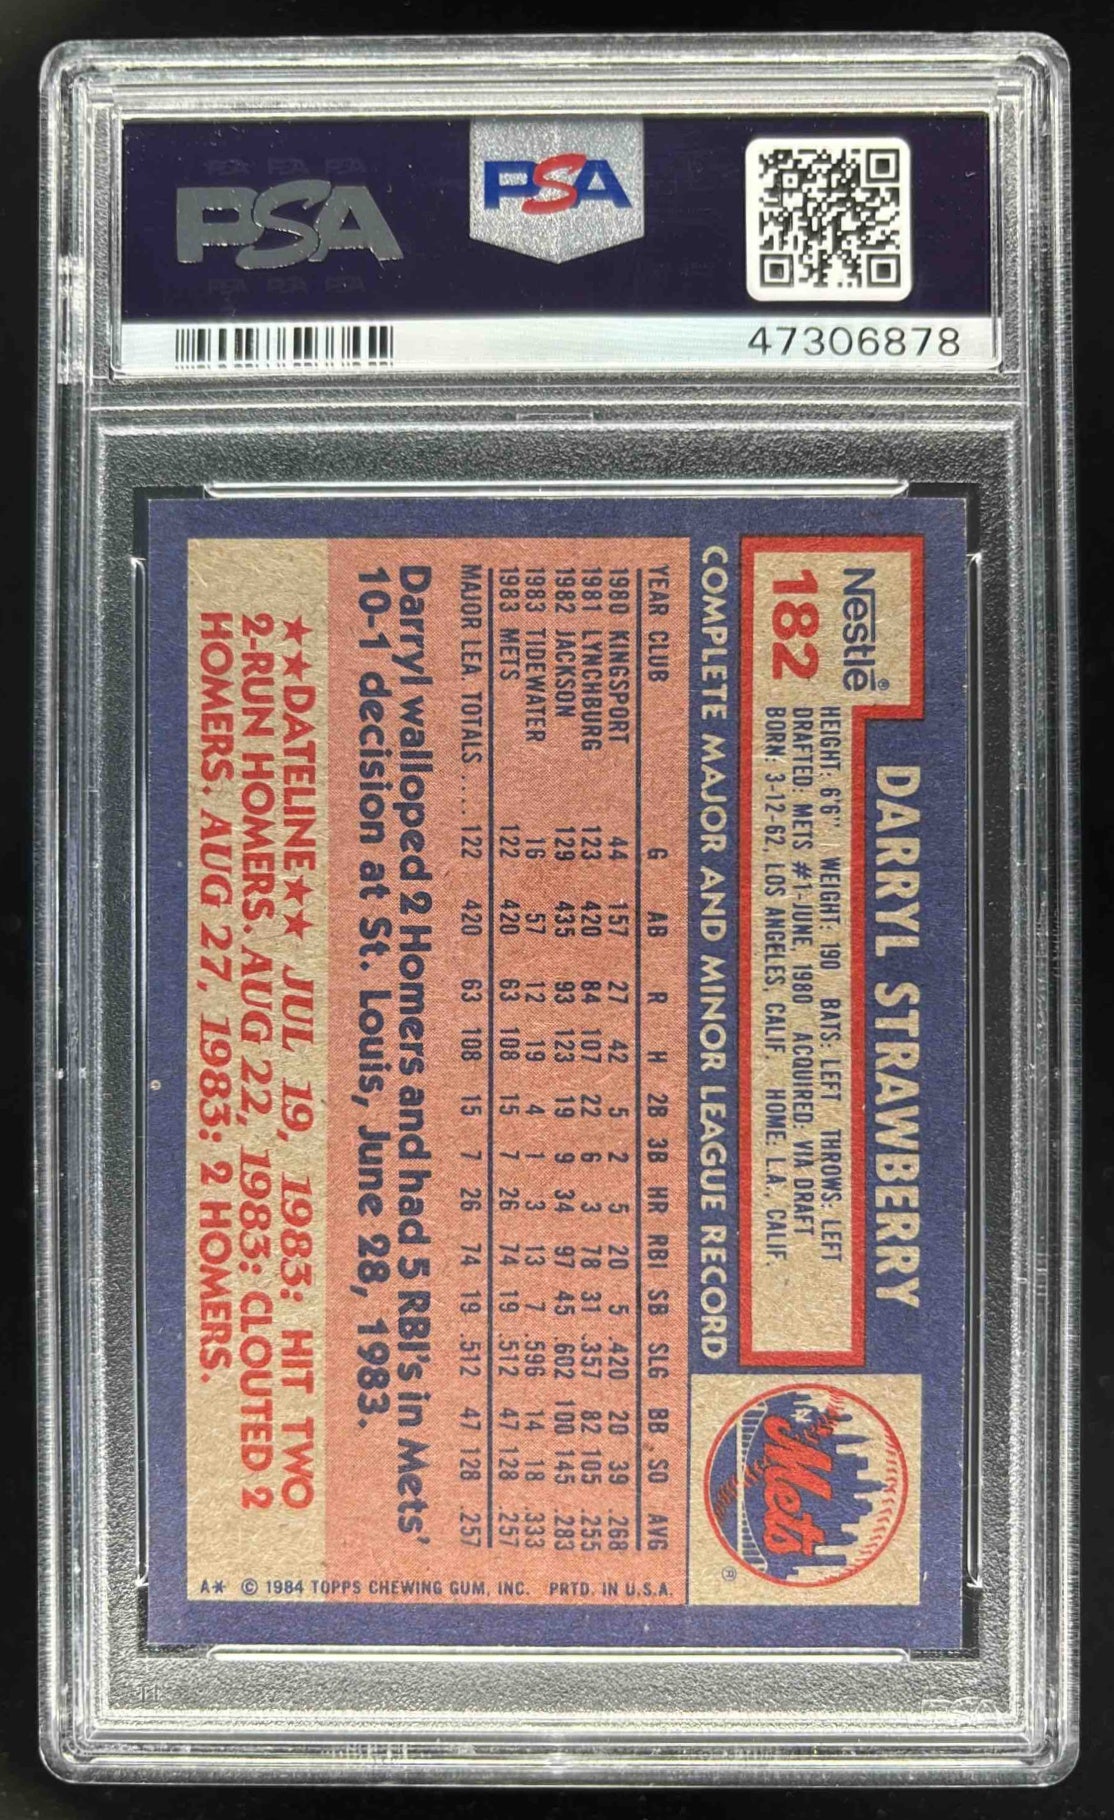 PSA
PSA
47306878
Nestlé®
182
DARRYL STRAWBERRY
HEIGHT: 6'6" WEIGHT: 190 BATS: LEFT THROWS: LEFT
DRAFTED: METS #1-JUNE, 1980 ACQUIRED: VIA DRAFT
BORN: 3-12-62, LOS ANGELES, CALIF. HOME: L.A., CALIF.
COMPLETE MAJOR AND MINOR LEAGUE RECORD
Mets
NY
®
YEAR CLUB G AB R H 2B 3B HR RBI SB SLG BB SO AVG
1980 KINGSPORT 44 157 27 42 5 2 5 20 5 .420 20 39 .268
1981 LYNCHBURG 123 420 84 107 22 6 3 78 31 .357 82 105 .255
1982 JACKSON 129 435 93 123 19 9 34 97 45 .602 100 145 .283
1983 TIDEWATER 16 57 12 19 4 1 3 13 7 .596 14 18 .333
1983 METS 122 420 63 108 15 7 26 74 19 .512 47 128 .257
MAJOR LEA. TOTALS .... 122 420 63 108 15 7 26 74 19 .512 47 128 .257
Darryl walloped 2 Homers and had 5 RBI's in Mets'
10-1 decision at St. Louis, June 28, 1983.
★★DATELINE★★ JUL 19, 1983: HIT TWO
2-RUN HOMERS. AUG 22, 1983: CLOUTED 2
HOMERS. AUG 27, 1983: 2 HOMERS.
A* © 1984 TOPPS CHEWING GUM, INC. PRTD. IN U.S.A.